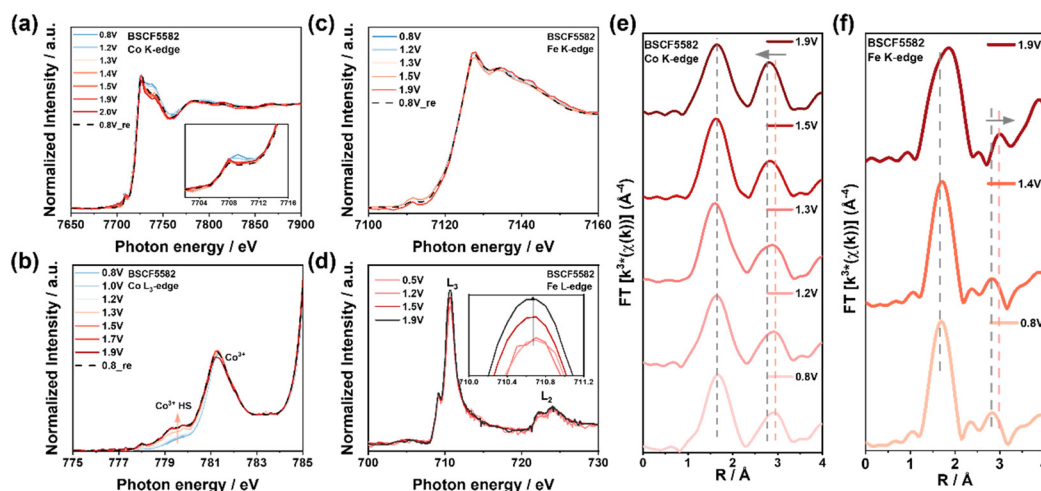 (a)
BSCF5582
Co K-edge
0.8V
1.2V
1.3V
1.4V
1.5V
1.9V
2.0V
0.8V_re
7704 7708 7712 7716
7650 7700 7750 7800 7850 7900
Photon energy / eV
Normalized Intensity / a.u.
(b)
BSCF5582
Co L3-edge
0.8V
1.0V
1.2V
1.3V
1.5V
1.7V
1.9V
0.8_re
Co3+
Co3+ HS
775 777 779 781 783 785
Photon energy / eV
Normalized Intensity / a.u.
(c)
BSCF5582
Fe K-edge
0.8V
1.2V
1.3V
1.5V
1.9V
0.8V_re
7100 7120 7140 7160
Photon energy / eV
Normalized Intensity / a.u.
(d)
BSCF5582
Fe L-edge
0.5V
1.2V
1.5V
1.9V
L3
L2
710.0 710.4 710.8 711.2
700 710 720 730
Photon energy / eV
Normalized Intensity / a.u.
(e)
BSCF5582
Co K-edge
1.9V
1.5V
1.3V
1.2V
0.8V
0 1 2 3 4
R / Å
FT [k3*(χ(k))] (Å-4)
(f)
BSCF5582
Fe K-edge
1.9V
1.4V
0.8V
0 1 2 3 4
R / Å
FT [k3*(χ(k))] (Å-4)